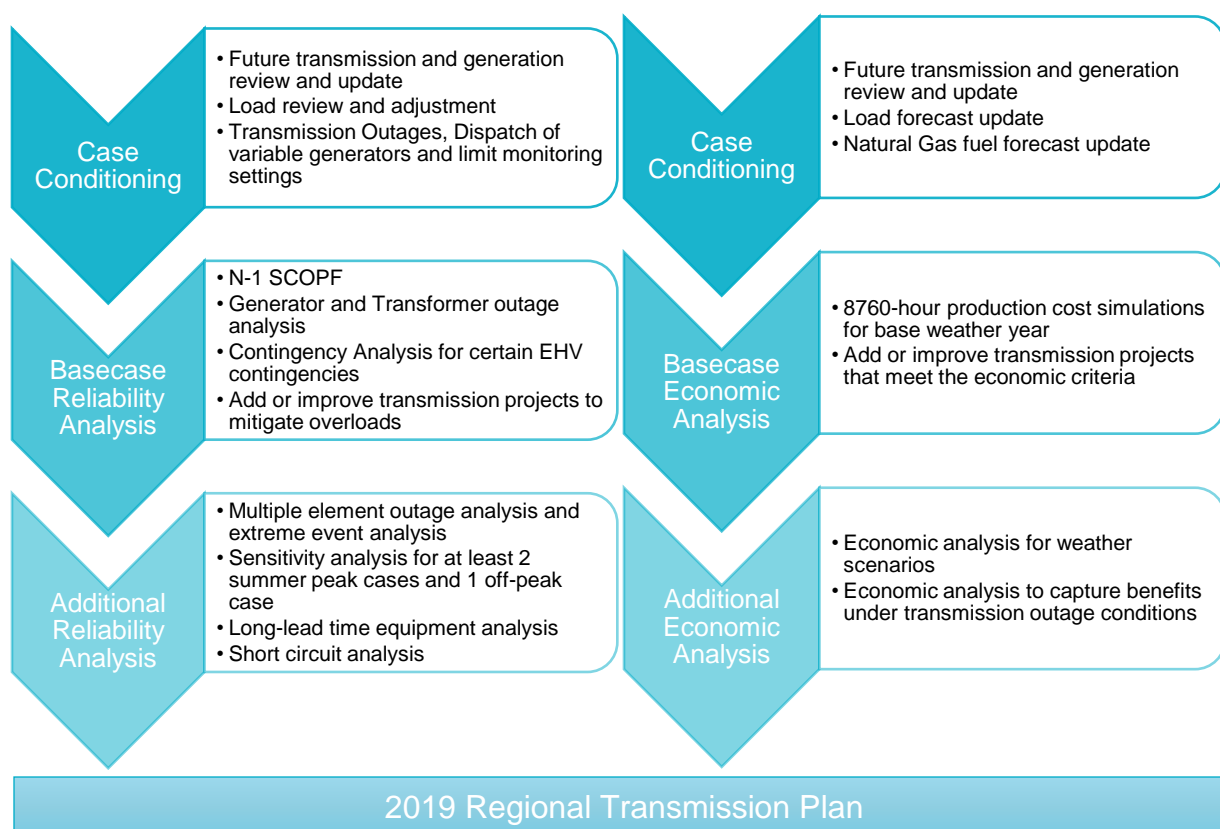 Case
Conditioning
• Future transmission and generation
review and update
• Load review and adjustment
• Transmission Outages, Dispatch of
variable generators and limit monitoring
settings
Basecase
Reliability
Analysis
• N-1 SCOPF
• Generator and Transformer outage
analysis
• Contingency Analysis for certain EHV
contingencies
• Add or improve transmission projects to
mitigate overloads
Additional
Reliability
Analysis
• Multiple element outage analysis and
extreme event analysis
• Sensitivity analysis for at least 2
summer peak cases and 1 off-peak
case
• Long-lead time equipment analysis
• Short circuit analysis
Case
Conditioning
• Future transmission and generation
review and update
• Load forecast update
• Natural Gas fuel forecast update
Basecase
Economic
Analysis
• 8760-hour production cost simulations
for base weather year
• Add or improve transmission projects
that meet the economic criteria
Additional
Economic
Analysis
• Economic analysis for weather
scenarios
• Economic analysis to capture benefits
under transmission outage conditions
2019 Regional Transmission Plan